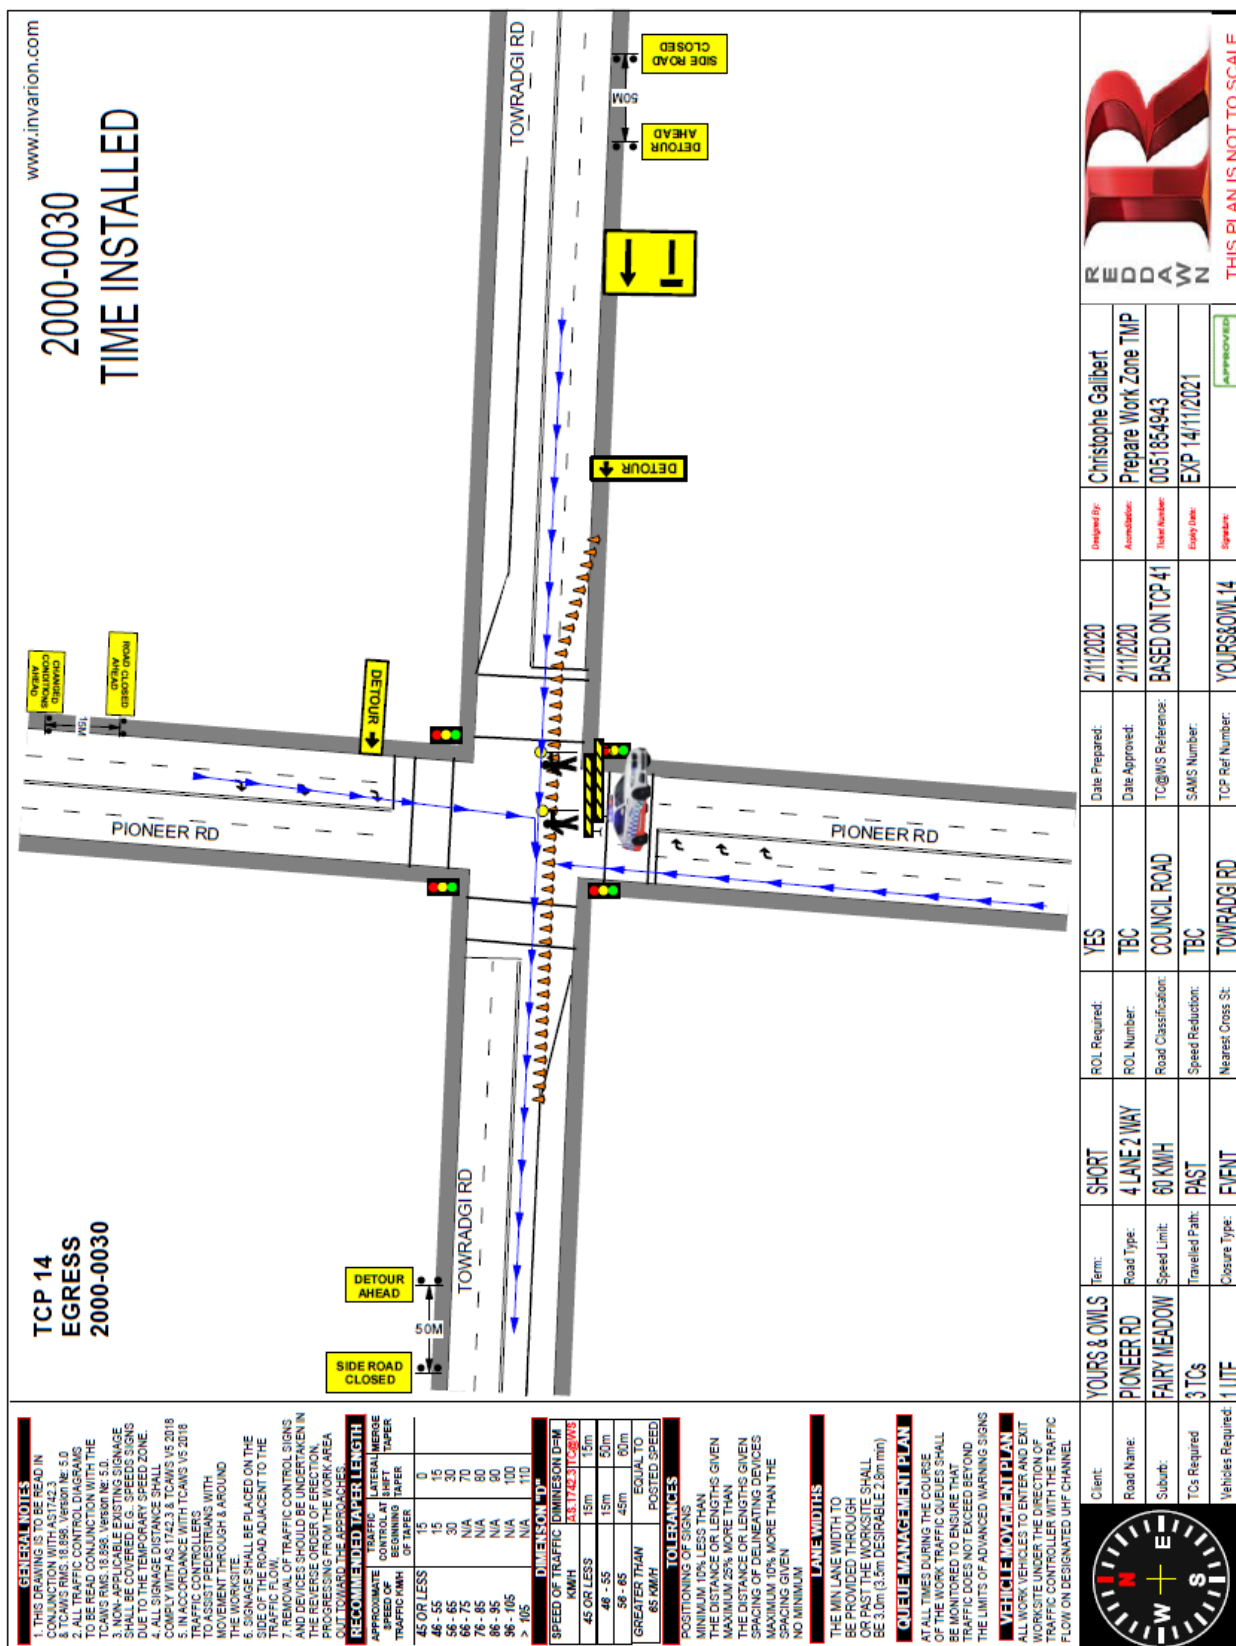 www.invarion.com
2000-0030
TIME INSTALLED
TCP 14
EGRESS
20000-0030
TOWRADGI RD
SIDE ROAD
CLOSED
50M
DETOUR
AHEAD
DETOUR
CHANGED
CONDITIONS
AHEAD
15M
ROAD CLOSED
AHEAD
DETOUR
PIONEER RD
PIONEER RD
TOWRADGI RD
DETOUR
AHEAD
50M
SIDE ROAD
CLOSED
GENERAL NOTES
1. THIS DRAWING IS TO BE READ IN
CONJUNCTION WITH AS1742.3
& TCAWS RMS.18.898. Version №: 5.0
2. ALL TRAFFIC CONTROL DIAGRAMS
TO BE READ CONJUNCTION WITH THE
TCAWS RMS.18.898. Version №: 5.0.
3. NON- APPLICABLE EXISTING SIGNAGE
SHALL BE COVERED E.G. SPEEDS SIGNS
DUE TO THE TEMPORARY SPEED ZONE.
4. ALL SIGNAGE DISTANCE SHALL
COMPLY WITH AS 1742.3 & TCAWS V5 2018
5. IN ACCORDANCE WITH TCAWS V5 2018
TRAFFIC CONTROLLERS
TO ASSIST PEDESTRIANS WITH
MOVEMENT THROUGH & AROUND
THE WORKSITE.
6. SIGNAGE SHALL BE PLACED ON THE
SIDE OF THE ROAD ADJACENT TO THE
TRAFFIC FLOW.
7. REMOVAL OF TRAFFIC CONTROL SIGNS
AND DEVICES SHOULD BE UNDERTAKEN IN
THE REVERSE ORDER OF ERECTION,
PROGRESSING FROM THE WORK AREA
OUT TOWARD THE APPROACHES.
RECOMMENDED TAPER LENGTH
APPROXIMATE SPEED OF TRAFFIC KM/H TRAFFIC CONTROL AT BEGINNING OF TAPER LATERAL SHIFT TAPER MERGE TAPER
45 OR LESS 15 0 15
46 - 55 15 15 30
56 - 65 30 30 60
66 - 75 N/A 70
76 - 85 N/A 80
86 - 95 N/A 90
96 - 105 N/A 100
> 105 N/A 110
DIMENSION "D"
SPEED OF TRAFFIC KM/H DIMINESON D=M
AS 1742.3 TC@WS
45 OR LESS 15m 15m
46 - 55 15m 50m
56 - 65 45m 60m
GREATER THAN 65 KM/H EQUAL TO POSTED SPEED
TOLERANCES
POSITIONING OF SIGNS
MINIMUM 10% LESS THAN
THE DISTANCE OR LENGTHS GIVEN
MAXIMUM 25% MORE THAN
THE DISTANCE OR LENGTHS GIVEN
SPACING OF DELINEATING DEVICES
MAXIMUM 10% MORE THAN THE
SPACING GIVEN
NO MINIMUM
LANE WIDTHS
THE MIN LANE WIDTH TO
BE PROVIDED THROUGH
OR PAST THE WORKSITE SHALL
BE 3.0m (3.5m DESIRABLE 2.8m min)
QUEUE MANAGEMENT PLAN
AT ALL TIMES DURING THE COURSE
OF THE WORK TRAFFIC QUEUES SHALL
BE MONITORED TO ENSURE THAT
TRAFFIC DOES NOT EXCEED BEYOND
THE LIMITS OF ADVANCED WARNING SIGNS
VEHICLE MOVEMENT PLAN
ALL WORK VEHICLES TO ENTER AND EXIT
WORKSITE UNDER THE DIRECTION OF
TRAFFIC CONTROLLER WITH THE TRAFFIC
FLOW ON DESIGNATED UHF CHANNEL
N
E
S
W
Client: YOURS & OWLS Term: SHORT ROL Required: YES Date Prepared: 2/11/2020 Designed By: Christophe Galibert
Road Name: PIONEER RD Road Type: 4 LANE 2 WAY ROL Number: TBC Date Approved: 2/11/2020 Accreditation: Prepare Work Zone TMP
Suburb: FAIRY MEADOW Speed Limit: 60 KM/H Road Classification: COUNCIL ROAD TC@WS Reference: BASED ON TCP 41 Ticket Number: 0051854943
TCs Required 3 TCs Travelled Path: PAST Speed Reduction: TBC SAMS Number: Expiry Date: EXP 14/11/2021
Vehicles Required: 1 UTE Closure Type: EVENT Nearest Cross St: TOWRADGI RD TCP Ref Number: YOURS&OWL14 Signature:
APPROVED
REDDAWN
THIS PLAN IS NOT TO SCALE